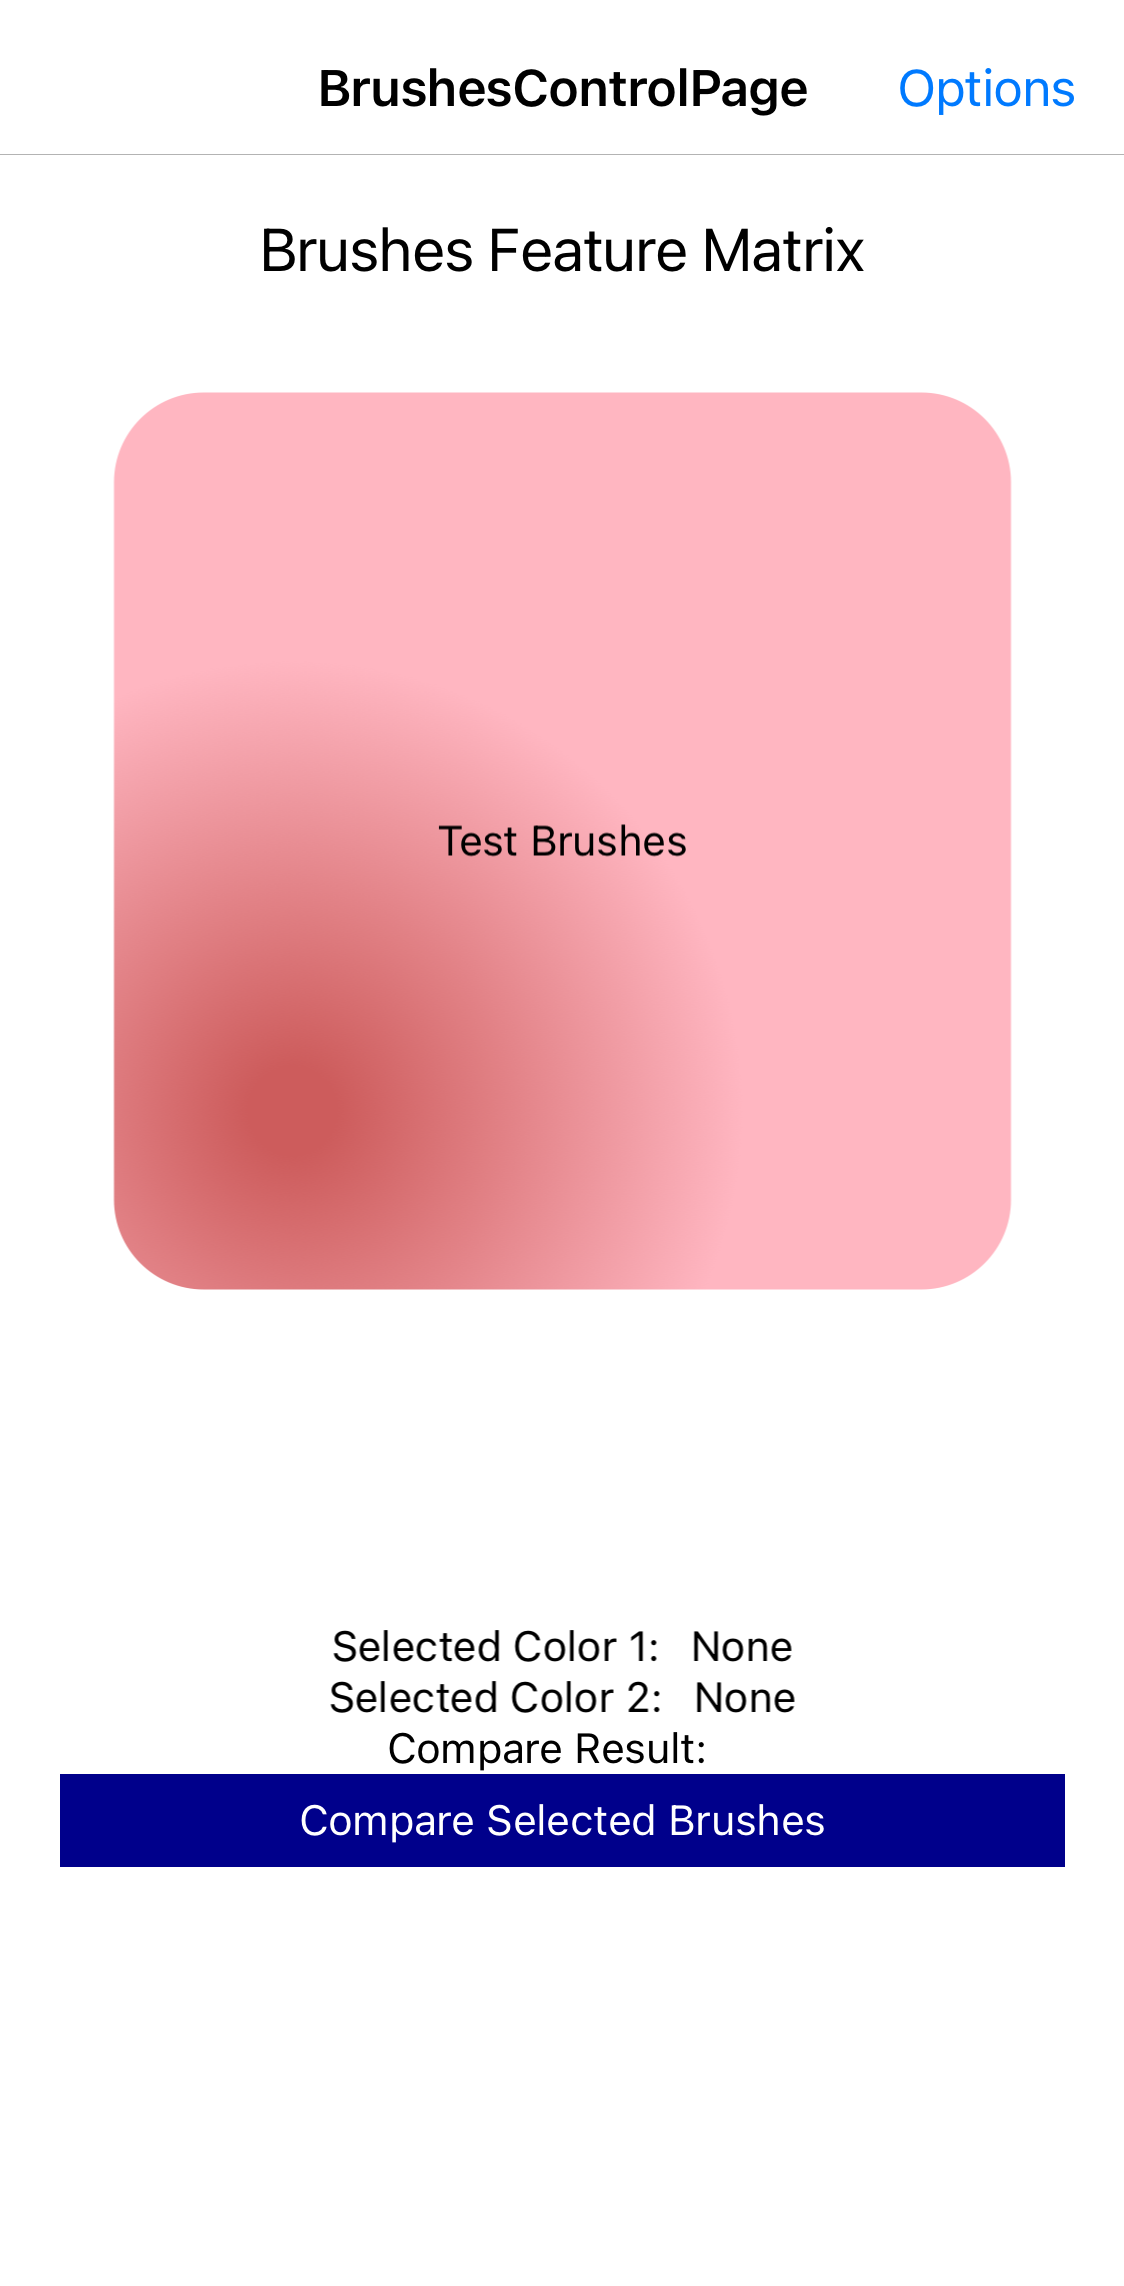 BrushesControlPage Options
Brushes Feature Matrix
Test Brushes
Selected Color 1: None
Selected Color 2: None
Compare Result:
Compare Selected Brushes